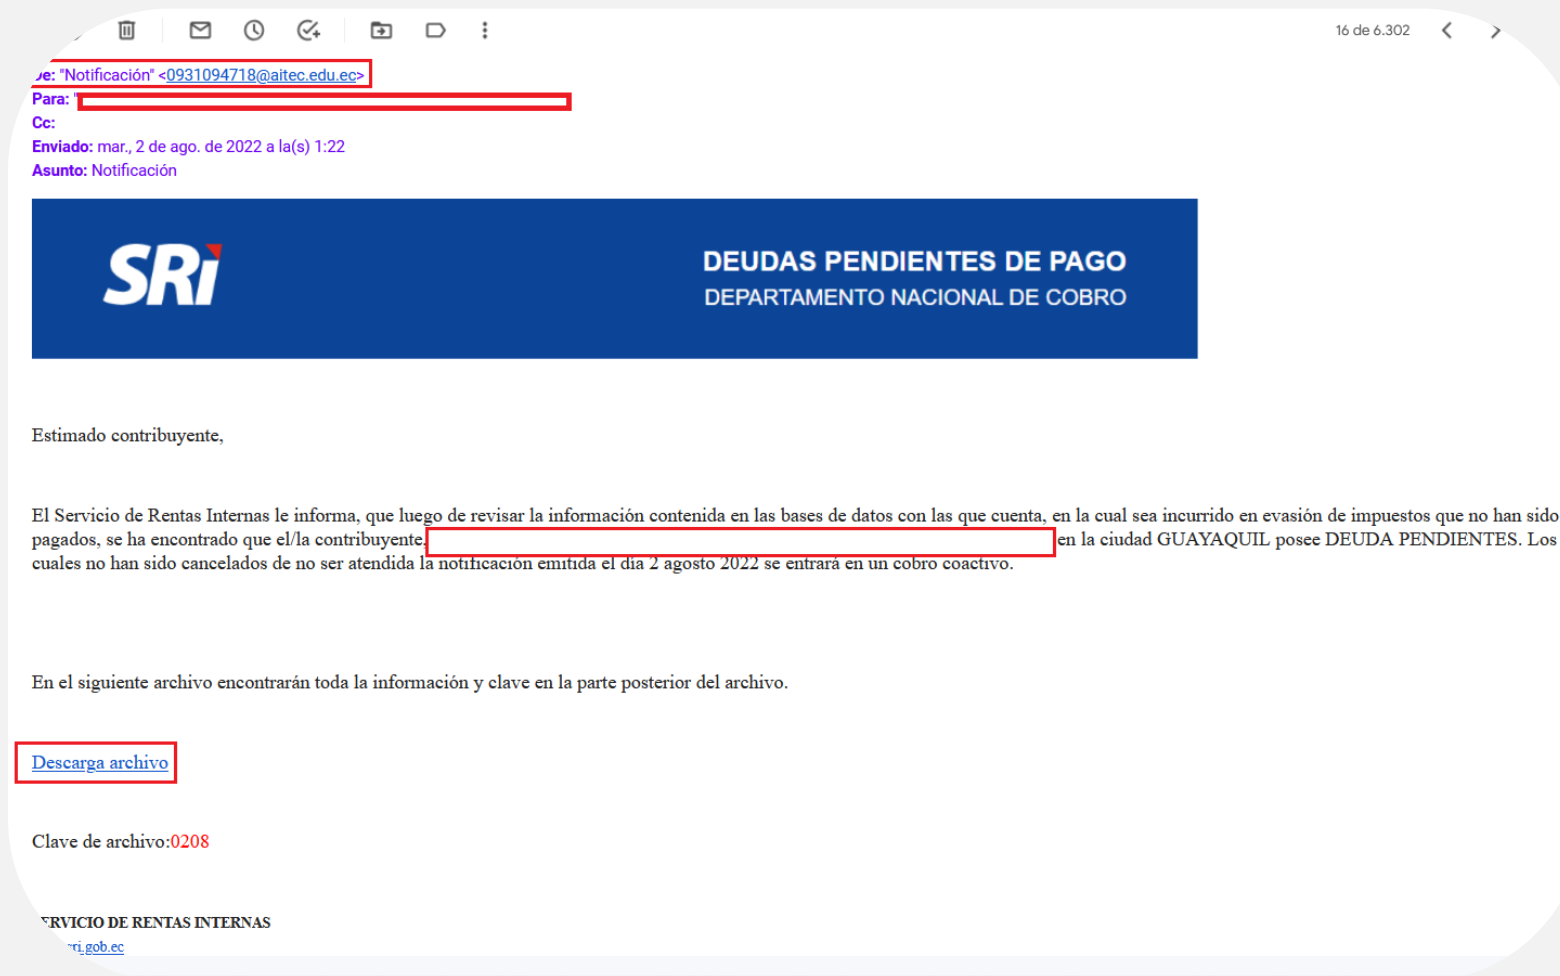 16 de 6.302
De: "Notificación" <0931094718@aitec.edu.ec>
Para: "
Cc:
Enviado: mar., 2 de ago. de 2022 a la(s) 1:22
Asunto: Notificación
SRi
DEUDAS PENDIENTES DE PAGO
DEPARTAMENTO NACIONAL DE COBRO
Estimado contribuyente,
El Servicio de Rentas Internas le informa, que luego de revisar la información contenida en las bases de datos con las que cuenta, en la cual sea incurrido en evasión de impuestos que no han sido
pagados, se ha encontrado que el/la contribuyente, en la ciudad GUAYAQUIL posee DEUDA PENDIENTES. Los
cuales no han sido cancelados de no ser atendida la notificación emitida el día 2 agosto 2022 se entrará en un cobro coactivo.
En el siguiente archivo encontrarán toda la información y clave en la parte posterior del archivo.
Descarga archivo
Clave de archivo:0208
ERVICIO DE RENTAS INTERNAS
sri.gob.ec